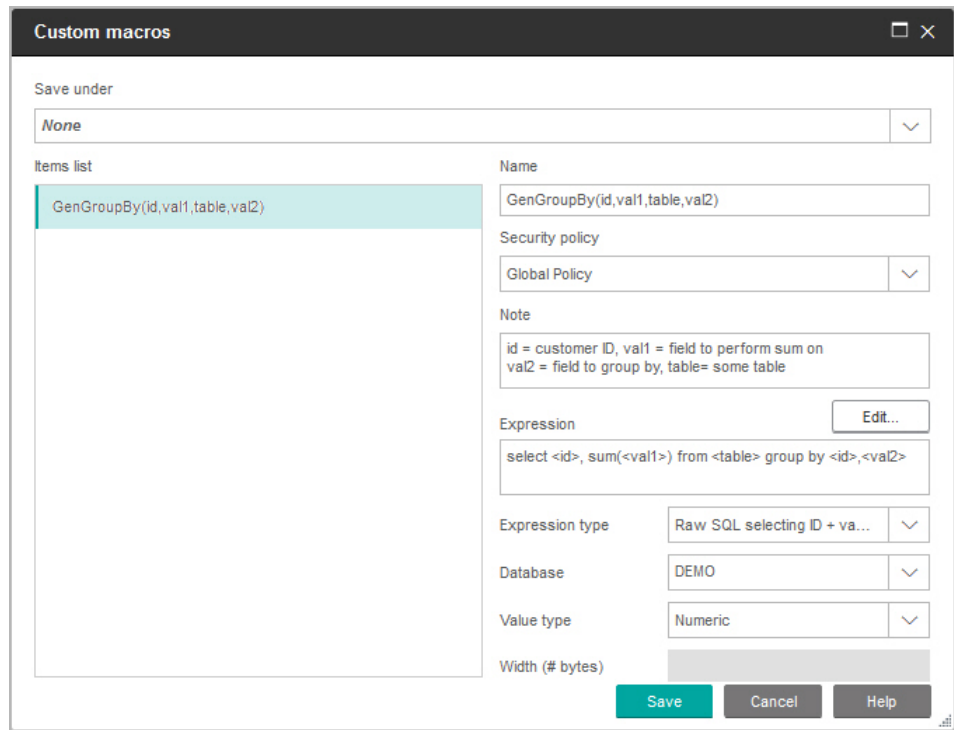 Custom macros
Save under
None
Items list
GenGroupBy(id,val1,table,val2)
Name
GenGroupBy(id,val1,table,val2)
Security policy
Global Policy
Note
id = customer ID, val1 = field to perform sum on
val2 = field to group by, table= some table
Expression
Edit...
select <id>, sum(<val1>) from <table> group by <id>,<val2>
Expression type
Raw SQL selecting ID + va...
Database
DEMO
Value type
Numeric
Width (# bytes)
Save
Cancel
Help